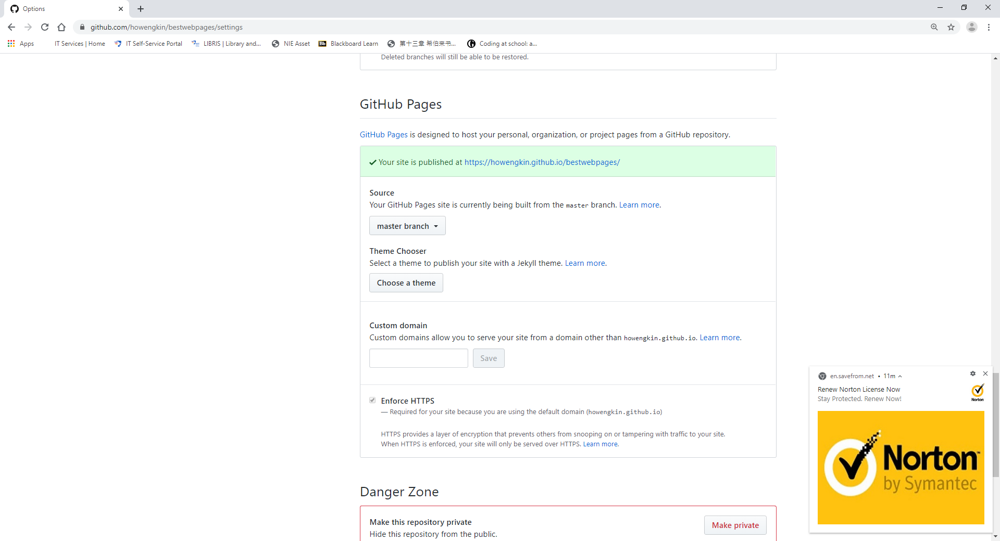 Options
github.com/howengkin/bestwebpages/settings
Apps
IT Services | Home
IT Self-Service Portal
LIBRIS | Library and...
NIE Asset
Bb
Blackboard Learn
第十三章 希伯来书...
Coding at school: a...
Deleted branches will still be able to be restored.
GitHub Pages
GitHub Pages is designed to host your personal, organization, or project pages from a GitHub repository.
Your site is published at https://howengkin.github.io/bestwebpages/
Source
Your GitHub Pages site is currently being built from the master branch. Learn more.
master branch
Theme Chooser
Select a theme to publish your site with a Jekyll theme. Learn more.
Choose a theme
Custom domain
Custom domains allow you to serve your site from a domain other than howengkin.github.io. Learn more.
Save
Enforce HTTPS
— Required for your site because you are using the default domain (howengkin.github.io)
HTTPS provides a layer of encryption that prevents others from snooping on or tampering with traffic to your site.
When HTTPS is enforced, your site will only be served over HTTPS. Learn more.
Danger Zone
Make this repository private
Hide this repository from the public.
Make private
en.savefrom.net • 11m
Renew Norton License Now
Stay Protected. Renew Now!
Norton
Norton™
by Symantec